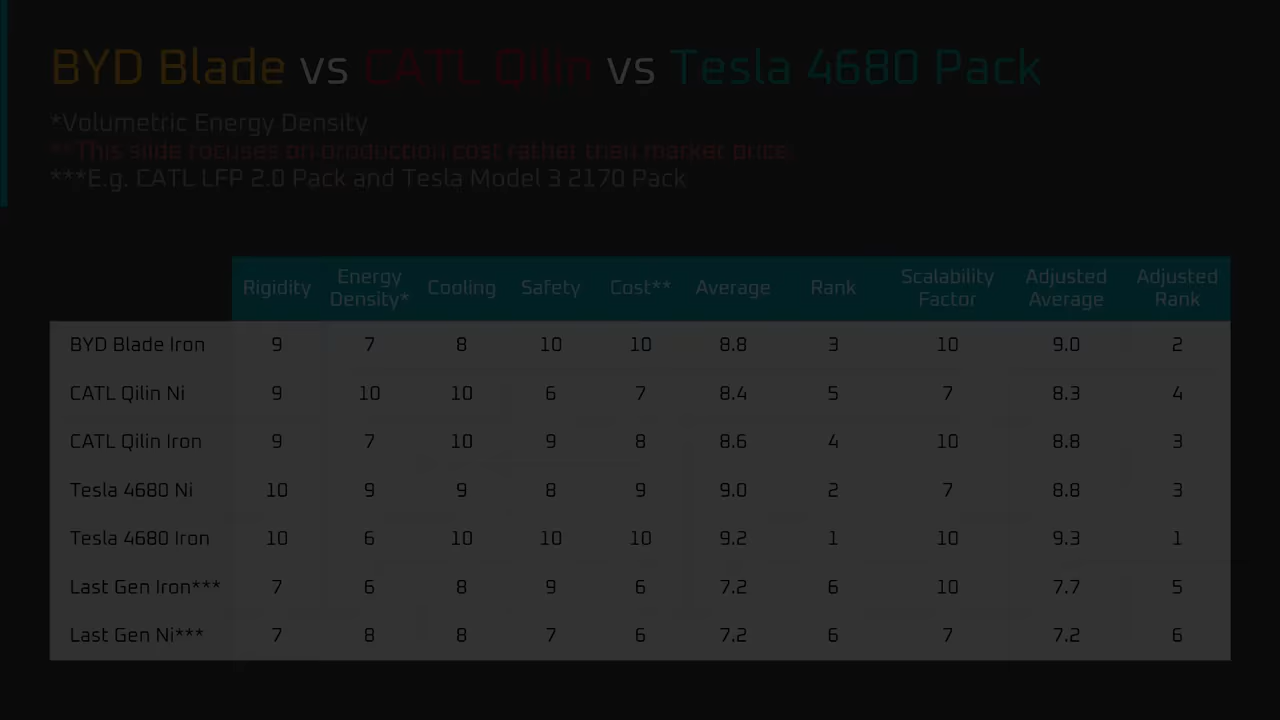 BYD Blade vs CATL Qilin vs Tesla 4680 Pack
*Volumetric Energy Density
**This slide focuses on production cost rather then market price.
***E.g. CATL LFP 2.0 Pack and Tesla Model 3 2170 Pack
Rigidity Energy Density* Cooling Safety Cost** Average Rank Scalability Factor Adjusted Average Adjusted Rank
BYD Blade Iron 9 7 8 10 10 8.8 3 10 9.0 2
CATL Qilin Ni 9 10 10 6 7 8.4 5 7 8.3 4
CATL Qilin Iron 9 7 10 9 8 8.6 4 10 8.8 3
Tesla 4680 Ni 10 9 9 8 9 9.0 2 7 8.8 3
Tesla 4680 Iron 10 6 10 10 10 9.2 1 10 9.3 1
Last Gen Iron*** 7 6 8 9 6 7.2 6 10 7.7 5
Last Gen Ni*** 7 8 8 7 6 7.2 6 7 7.2 6